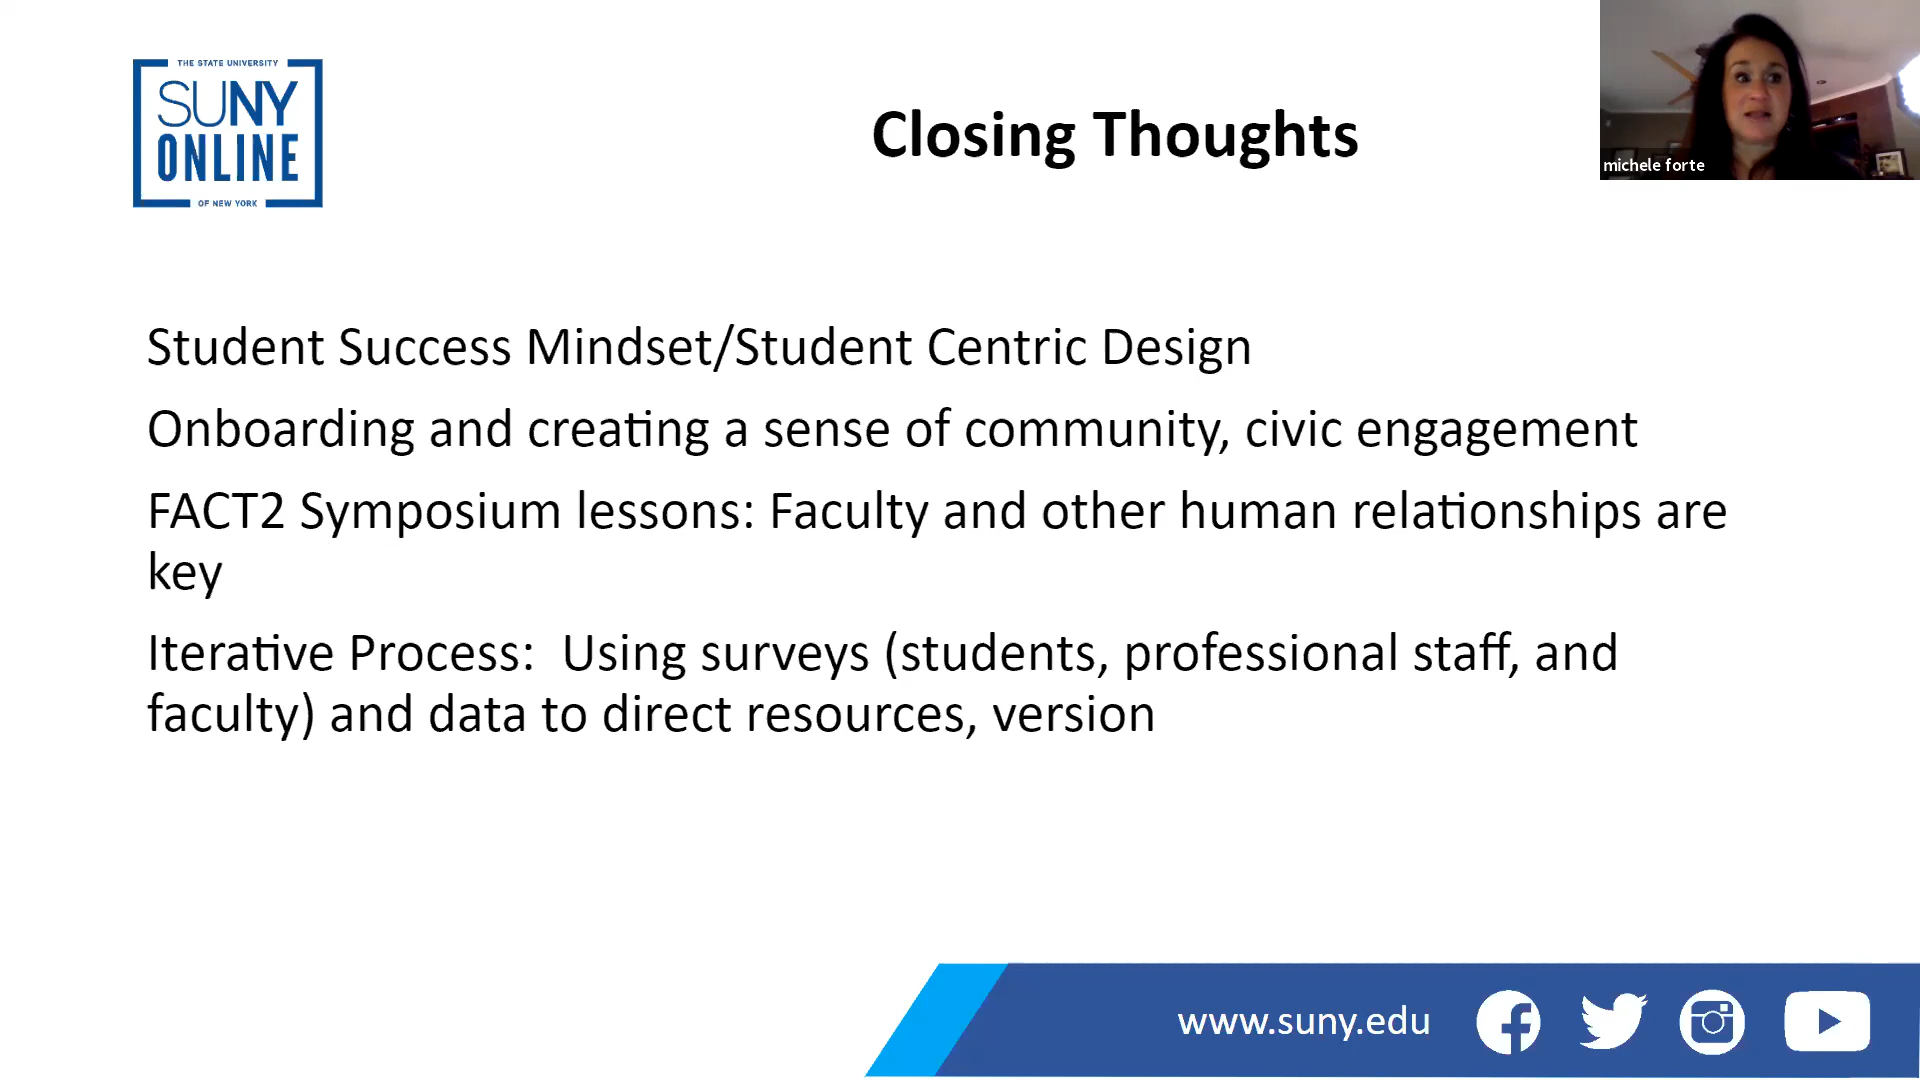 THE STATE UNIVERSITY
SUNY
ONLINE
OF NEW YORK
Closing Thoughts
michele forte
Student Success Mindset/Student Centric Design
Onboarding and creating a sense of community, civic engagement
FACT2 Symposium lessons: Faculty and other human relationships are
key
Iterative Process:  Using surveys (students, professional staff, and
faculty) and data to direct resources, version
www.suny.edu